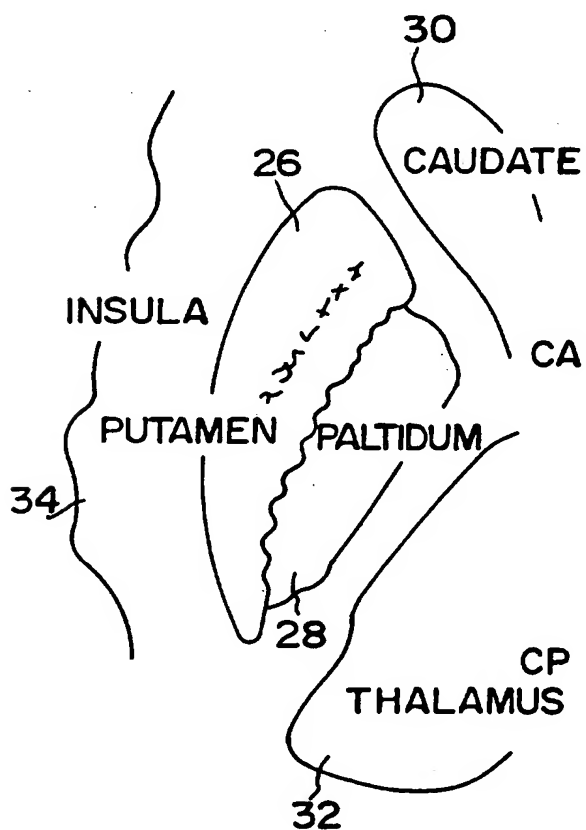 30
CAUDATE
26
INSULA
CA
PUTAMEN
PALTIDUM
34
28
CP
THALAMUS
32